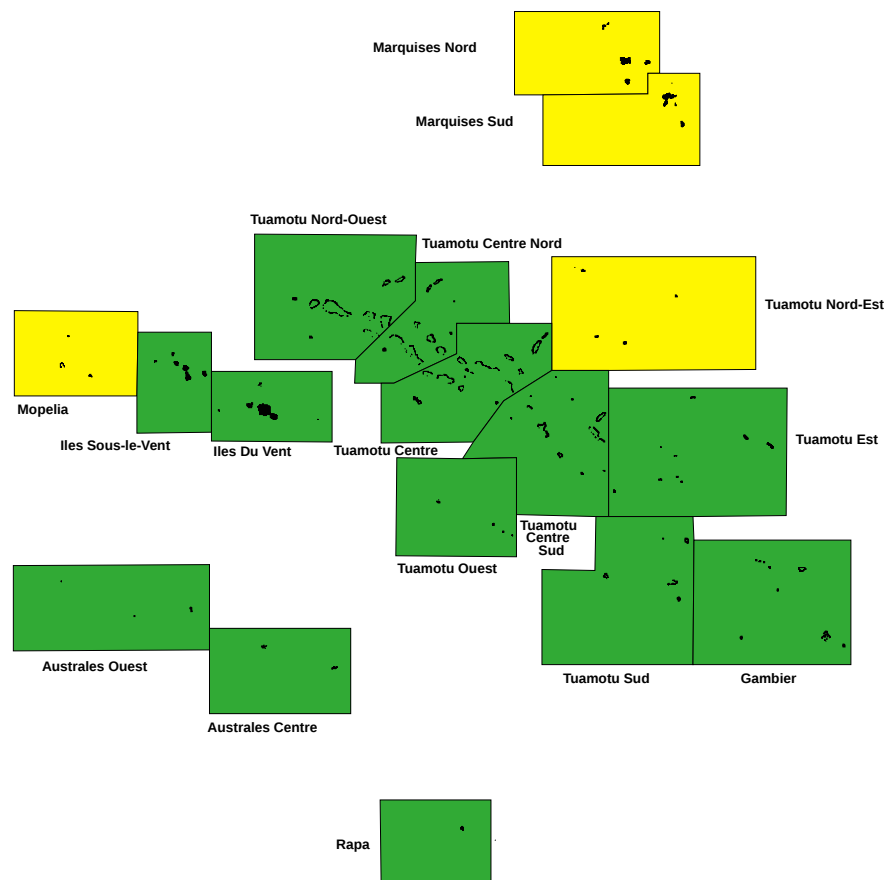 Marquises Nord
Marquises Sud
Tuamotu Nord-Ouest
Tuamotu Centre Nord
Tuamotu Nord-Est
Mopelia
Iles Sous-le-Vent
Iles Du Vent
Tuamotu Centre
Tuamotu Est
Tuamotu
Centre
Sud
Tuamotu Ouest
Australes Ouest
Tuamotu Sud
Gambier
Australes Centre
Rapa